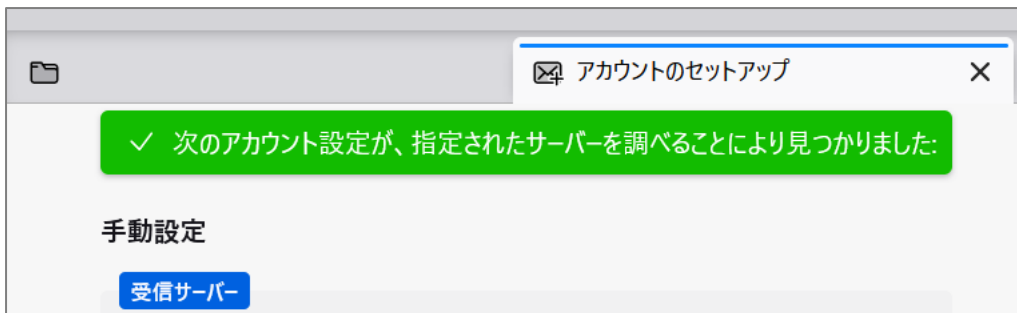 アカウントのセットアップ
次のアカウント設定が、指定されたサーバーを調べることにより見つかりました:
手動設定
受信サーバー